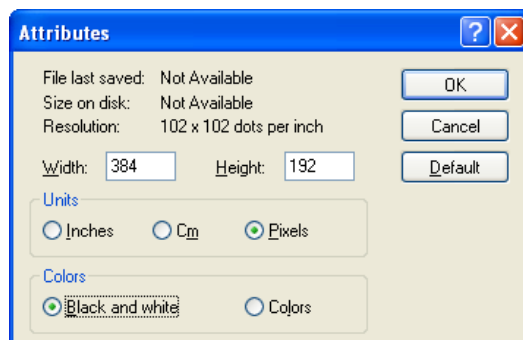 Attributes
File last saved: Not Available
OK
Size on disk: Not Available
Resolution: 102 x 102 dots per inch
Cancel
Width: 384 Height: 192 Default
Units
Inches Cm Pixels
Colors
Black and white Colors